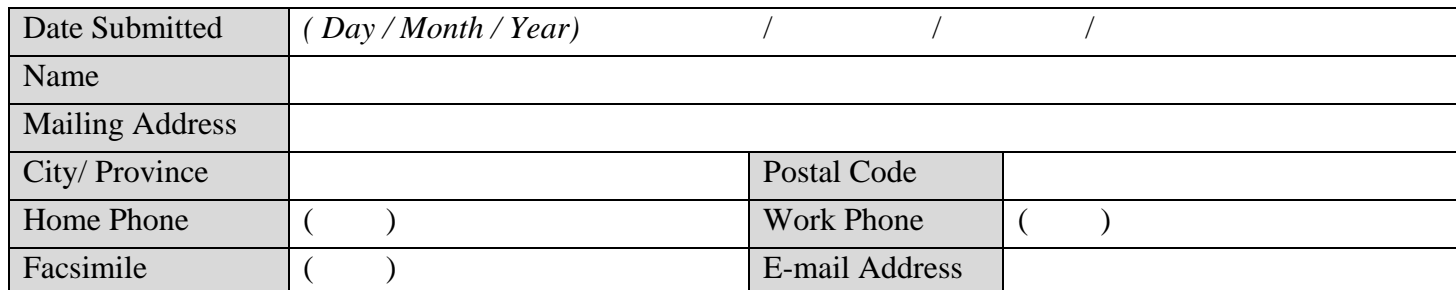 Date Submitted ( Day / Month / Year) / / /
Name
Mailing Address
City/ Province Postal Code
Home Phone ( ) Work Phone ( )
Facsimile ( ) E-mail Address